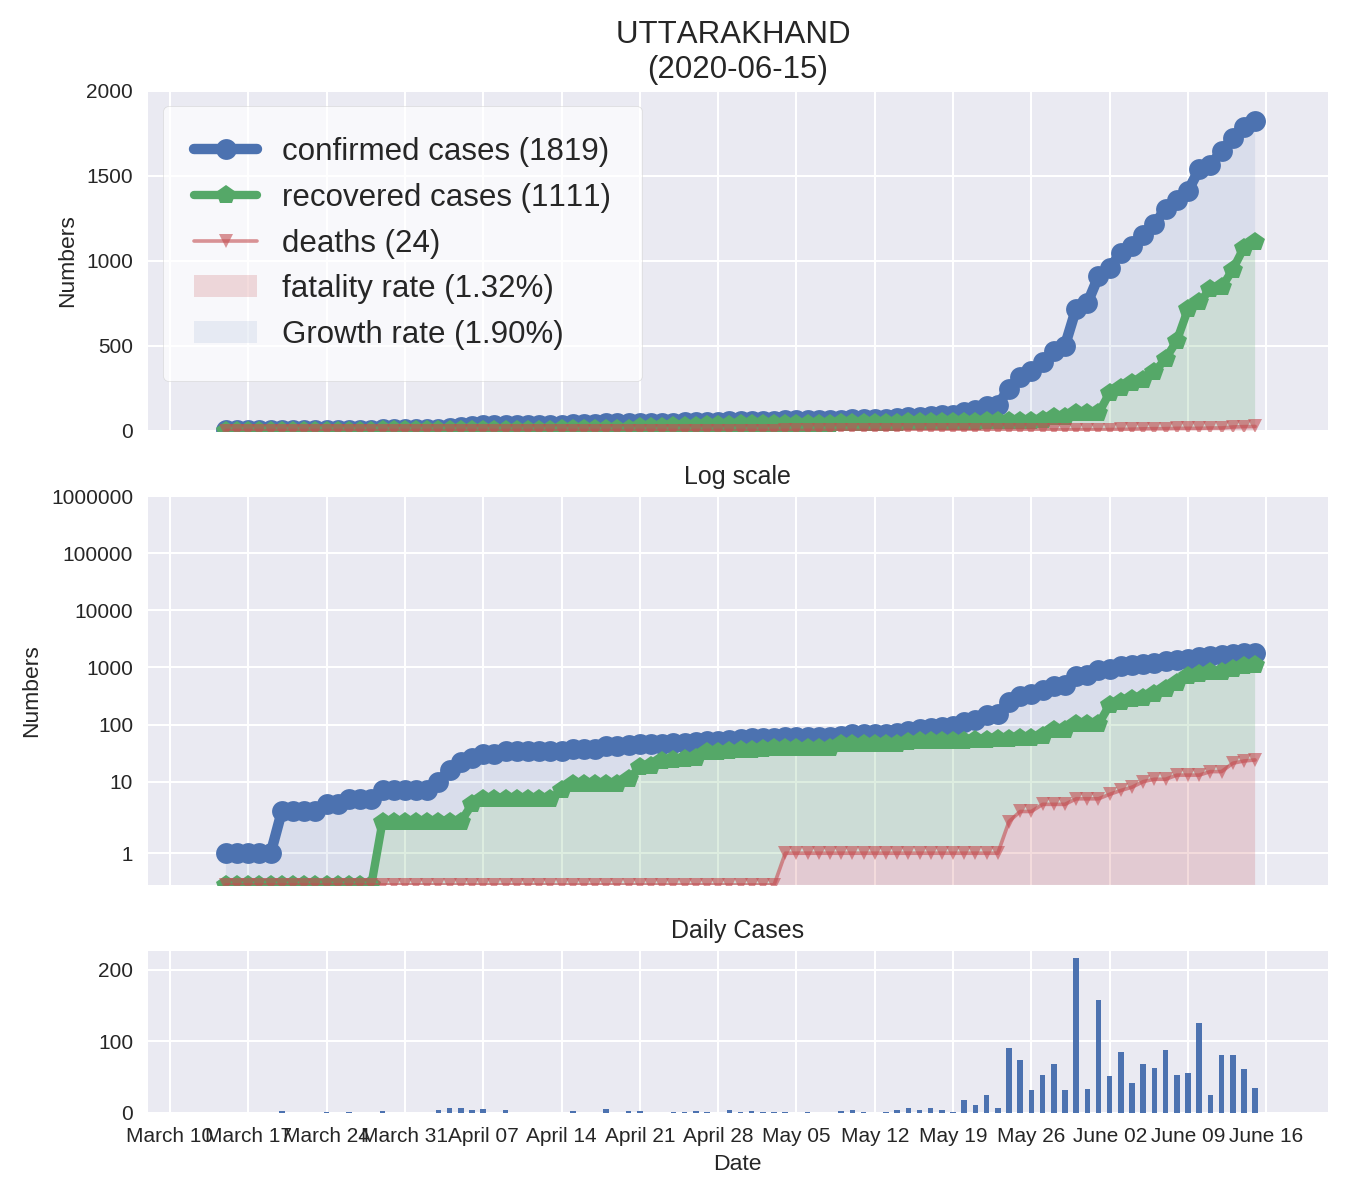 UTTARAKHAND
(2020-06-15)
2000
1500
1000
500
0
Numbers
confirmed cases (1819)
recovered cases (1111)
deaths (24)
fatality rate (1.32%)
Growth rate (1.90%)
Log scale
1000000
100000
10000
1000
100
10
1
Numbers
Daily Cases
200
100
0
March 10 March 17 March 24 March 31 April 07 April 14 April 21 April 28 May 05 May 12 May 19 May 26 June 02 June 09 June 16
Date